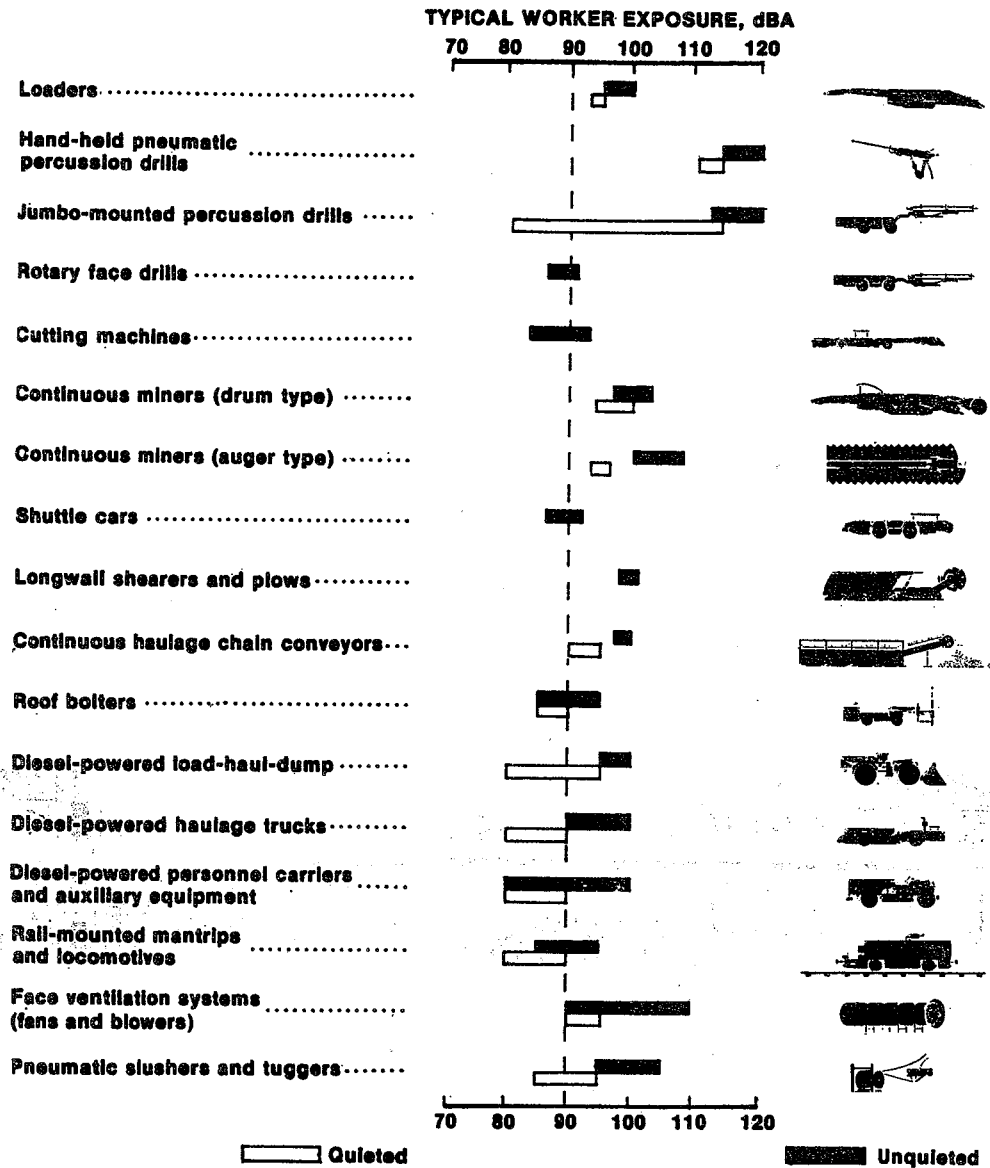 TYPICAL WORKER EXPOSURE, dBA
70 80 90 100 110 120
Loaders
Hand-held pneumatic
percussion drills
Jumbo-mounted percussion drills
Rotary face drills
Cutting machines
Continuous miners (drum type)
Continuous miners (auger type)
Shuttle cars
Longwall shearers and plows
Continuous haulage chain conveyors
Roof bolters
Diesel-powered load-haul-dump
Diesel-powered haulage trucks
Diesel-powered personnel carriers
and auxiliary equipment
Rail-mounted mantrips
and locomotives
Face ventilation systems
(fans and blowers)
Pneumatic slushers and tuggers
70 80 90 100 110 120
Quieted Unquieted